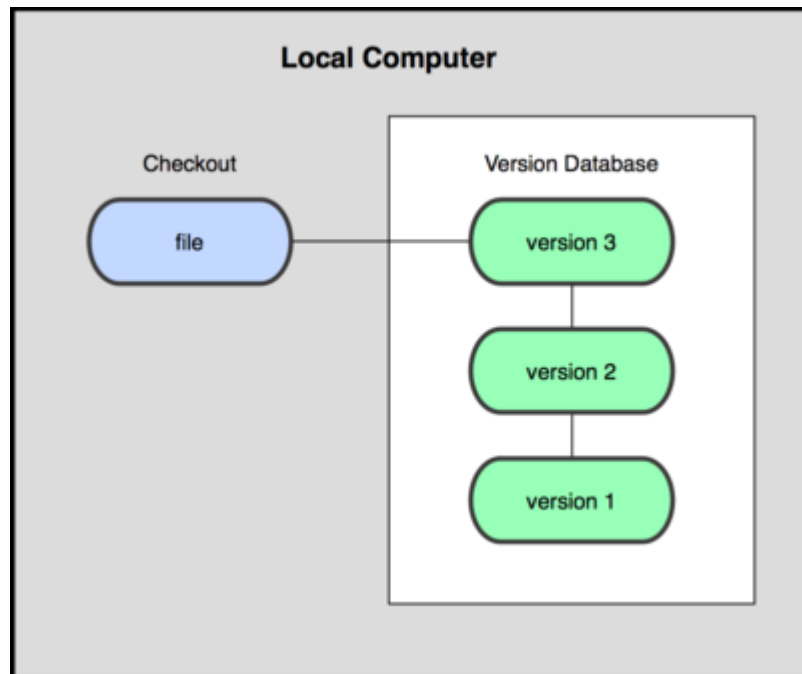 Local Computer
Checkout
Version Database
file
version 3
version 2
version 1